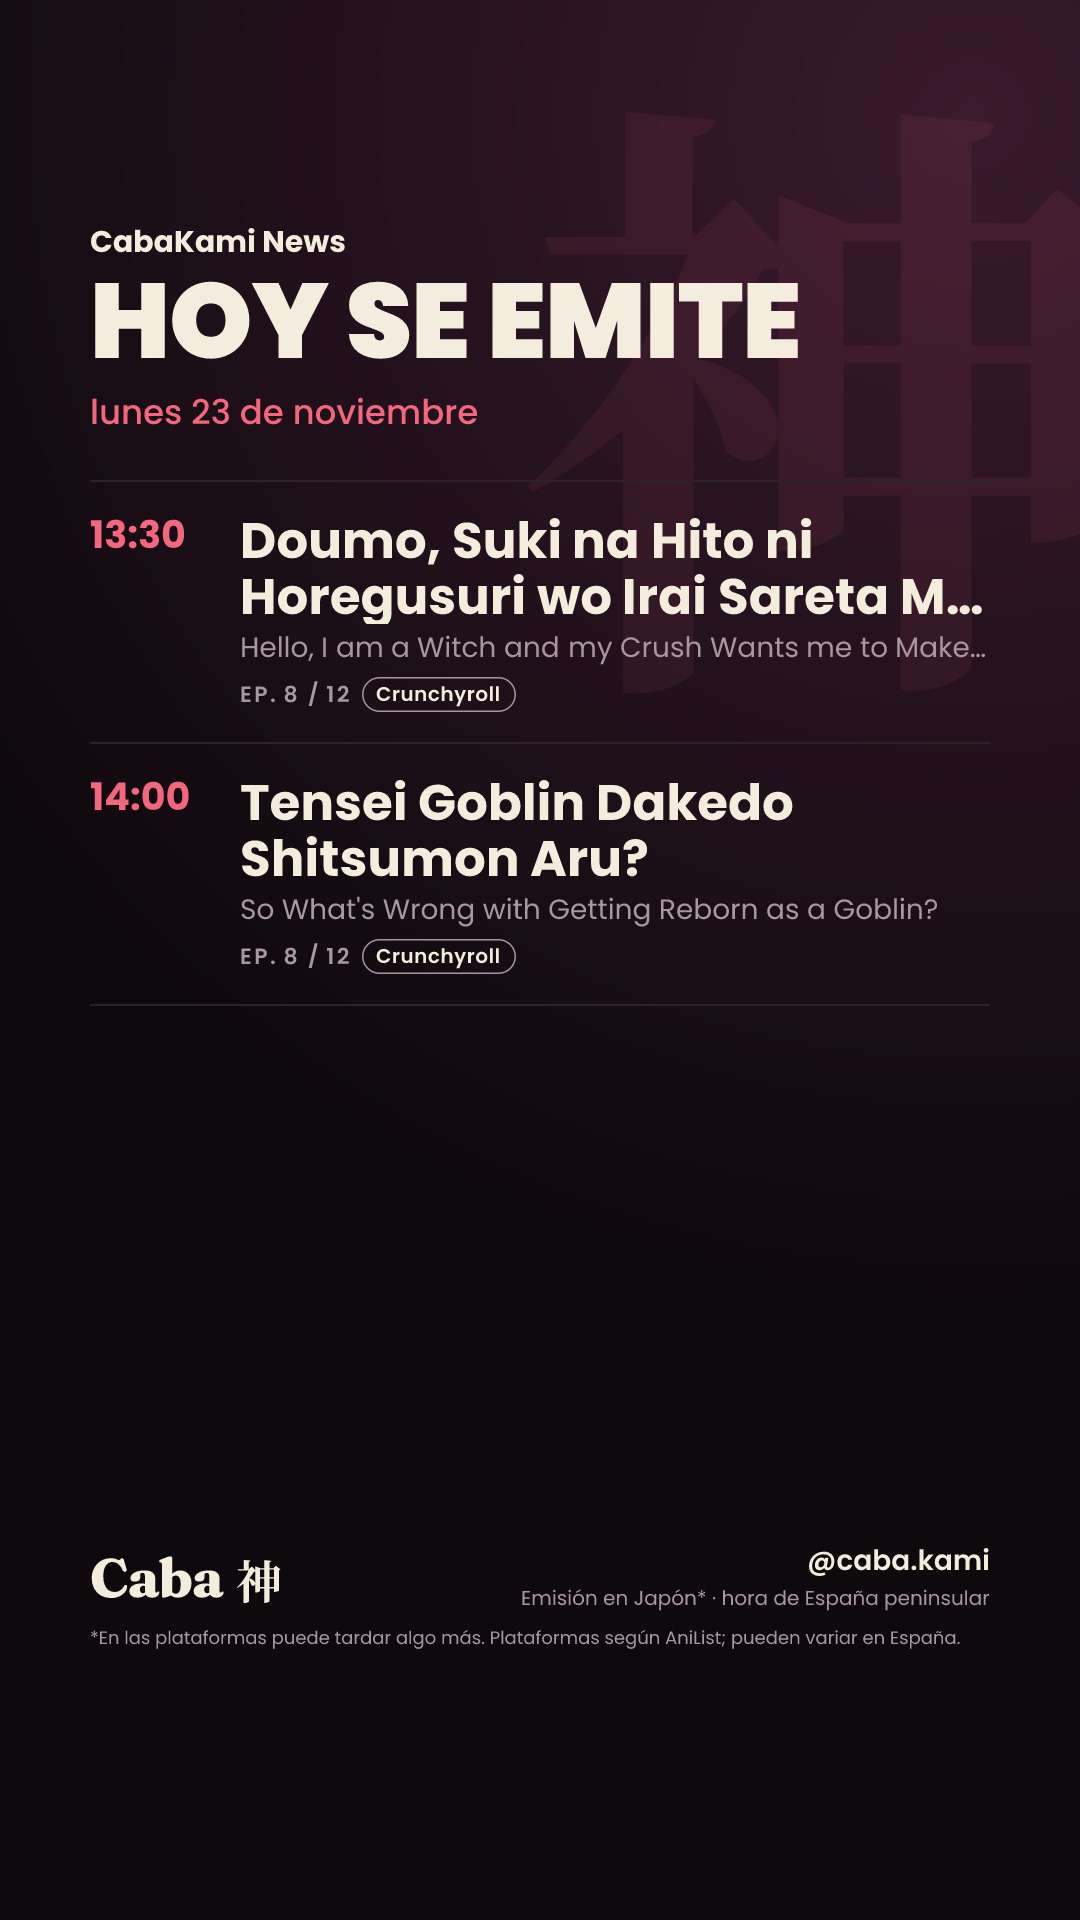 神
CabaKami News
HOY SE EMITE
lunes 23 de noviembre
13:30
Doumo, Suki na Hito ni
Horegusuri wo Irai Sareta M...
Hello, I am a Witch and my Crush Wants me to Make...
EP. 8 / 12 Crunchyroll
14:00
Tensei Goblin Dakedo
Shitsumon Aru?
So What's Wrong with Getting Reborn as a Goblin?
EP. 8 / 12 Crunchyroll
Caba 神
@caba.kami
Emisión en Japón* · hora de España peninsular
*En las plataformas puede tardar algo más. Plataformas según AniList; pueden variar en España.